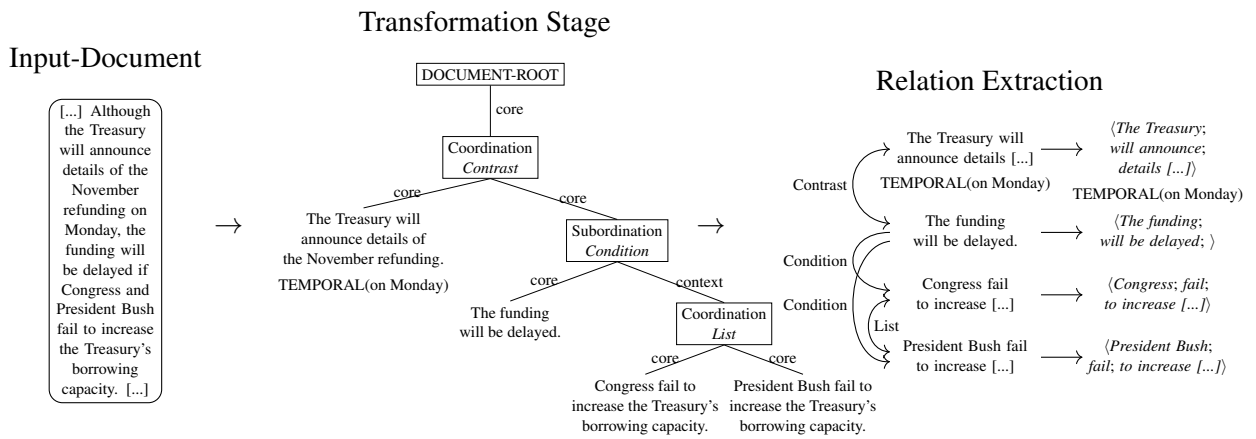 Input-Document
[...] Although
the Treasury
will announce
details of the
November
refunding on
Monday, the
funding will
be delayed if
Congress and
President Bush
fail to increase
the Treasury's
borrowing
capacity. [...]
→
Transformation Stage
DOCUMENT-ROOT
core
Coordination
Contrast
core
core
The Treasury will
announce details of
the November refunding.
TEMPORAL(on Monday)
Subordination
Condition
core
context
The funding
will be delayed.
Coordination
List
core
core
Congress fail to
increase the Treasury's
borrowing capacity.
President Bush fail to
increase the Treasury's
borrowing capacity.
→
Relation Extraction
Contrast
Condition
Condition
List
The Treasury will
announce details [...]
TEMPORAL(on Monday)
⟨The Treasury;
will announce;
details [...]⟩
TEMPORAL(on Monday)
The funding
will be delayed.
⟨The funding;
will be delayed; ⟩
Congress fail
to increase [...]
⟨Congress; fail;
to increase [...]⟩
President Bush fail
to increase [...]
⟨President Bush;
fail; to increase [...]⟩